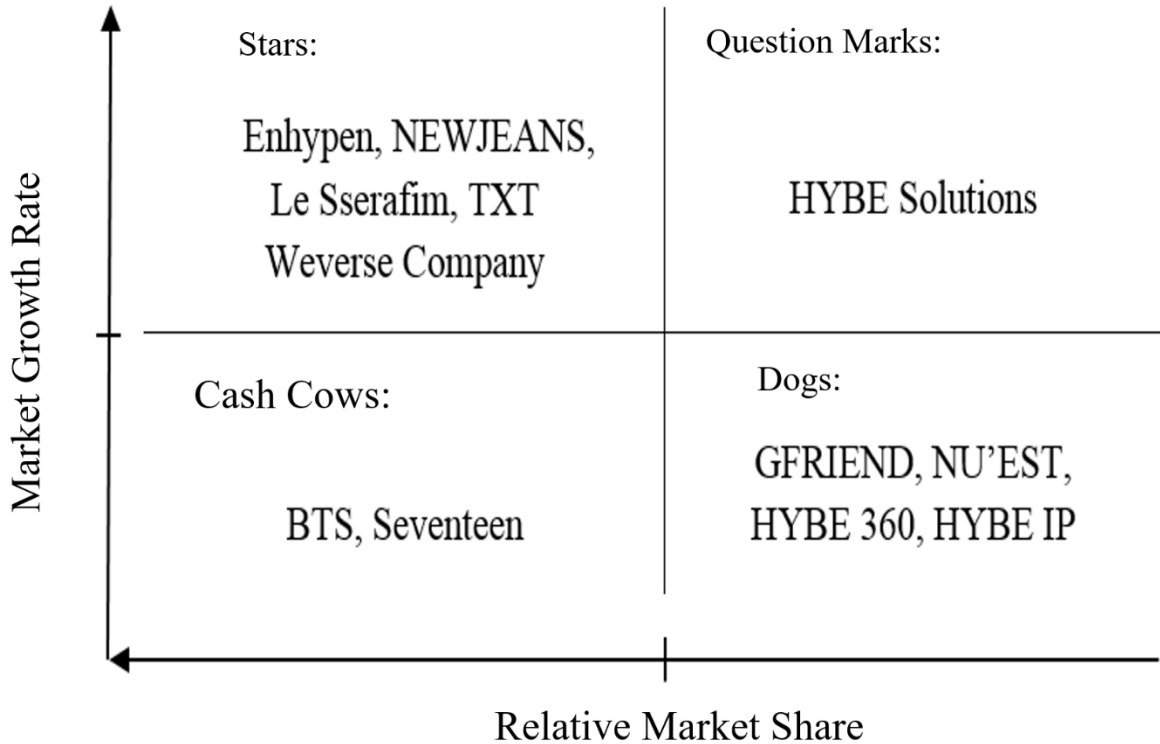 Market Growth Rate
Stars:
Enhypen, NEWJEANS,
Le Sserafim, TXT
Weverse Company
Question Marks:
HYBE Solutions
Cash Cows:
BTS, Seventeen
Dogs:
GFRIEND, NU’EST,
HYBE 360, HYBE IP
Relative Market Share